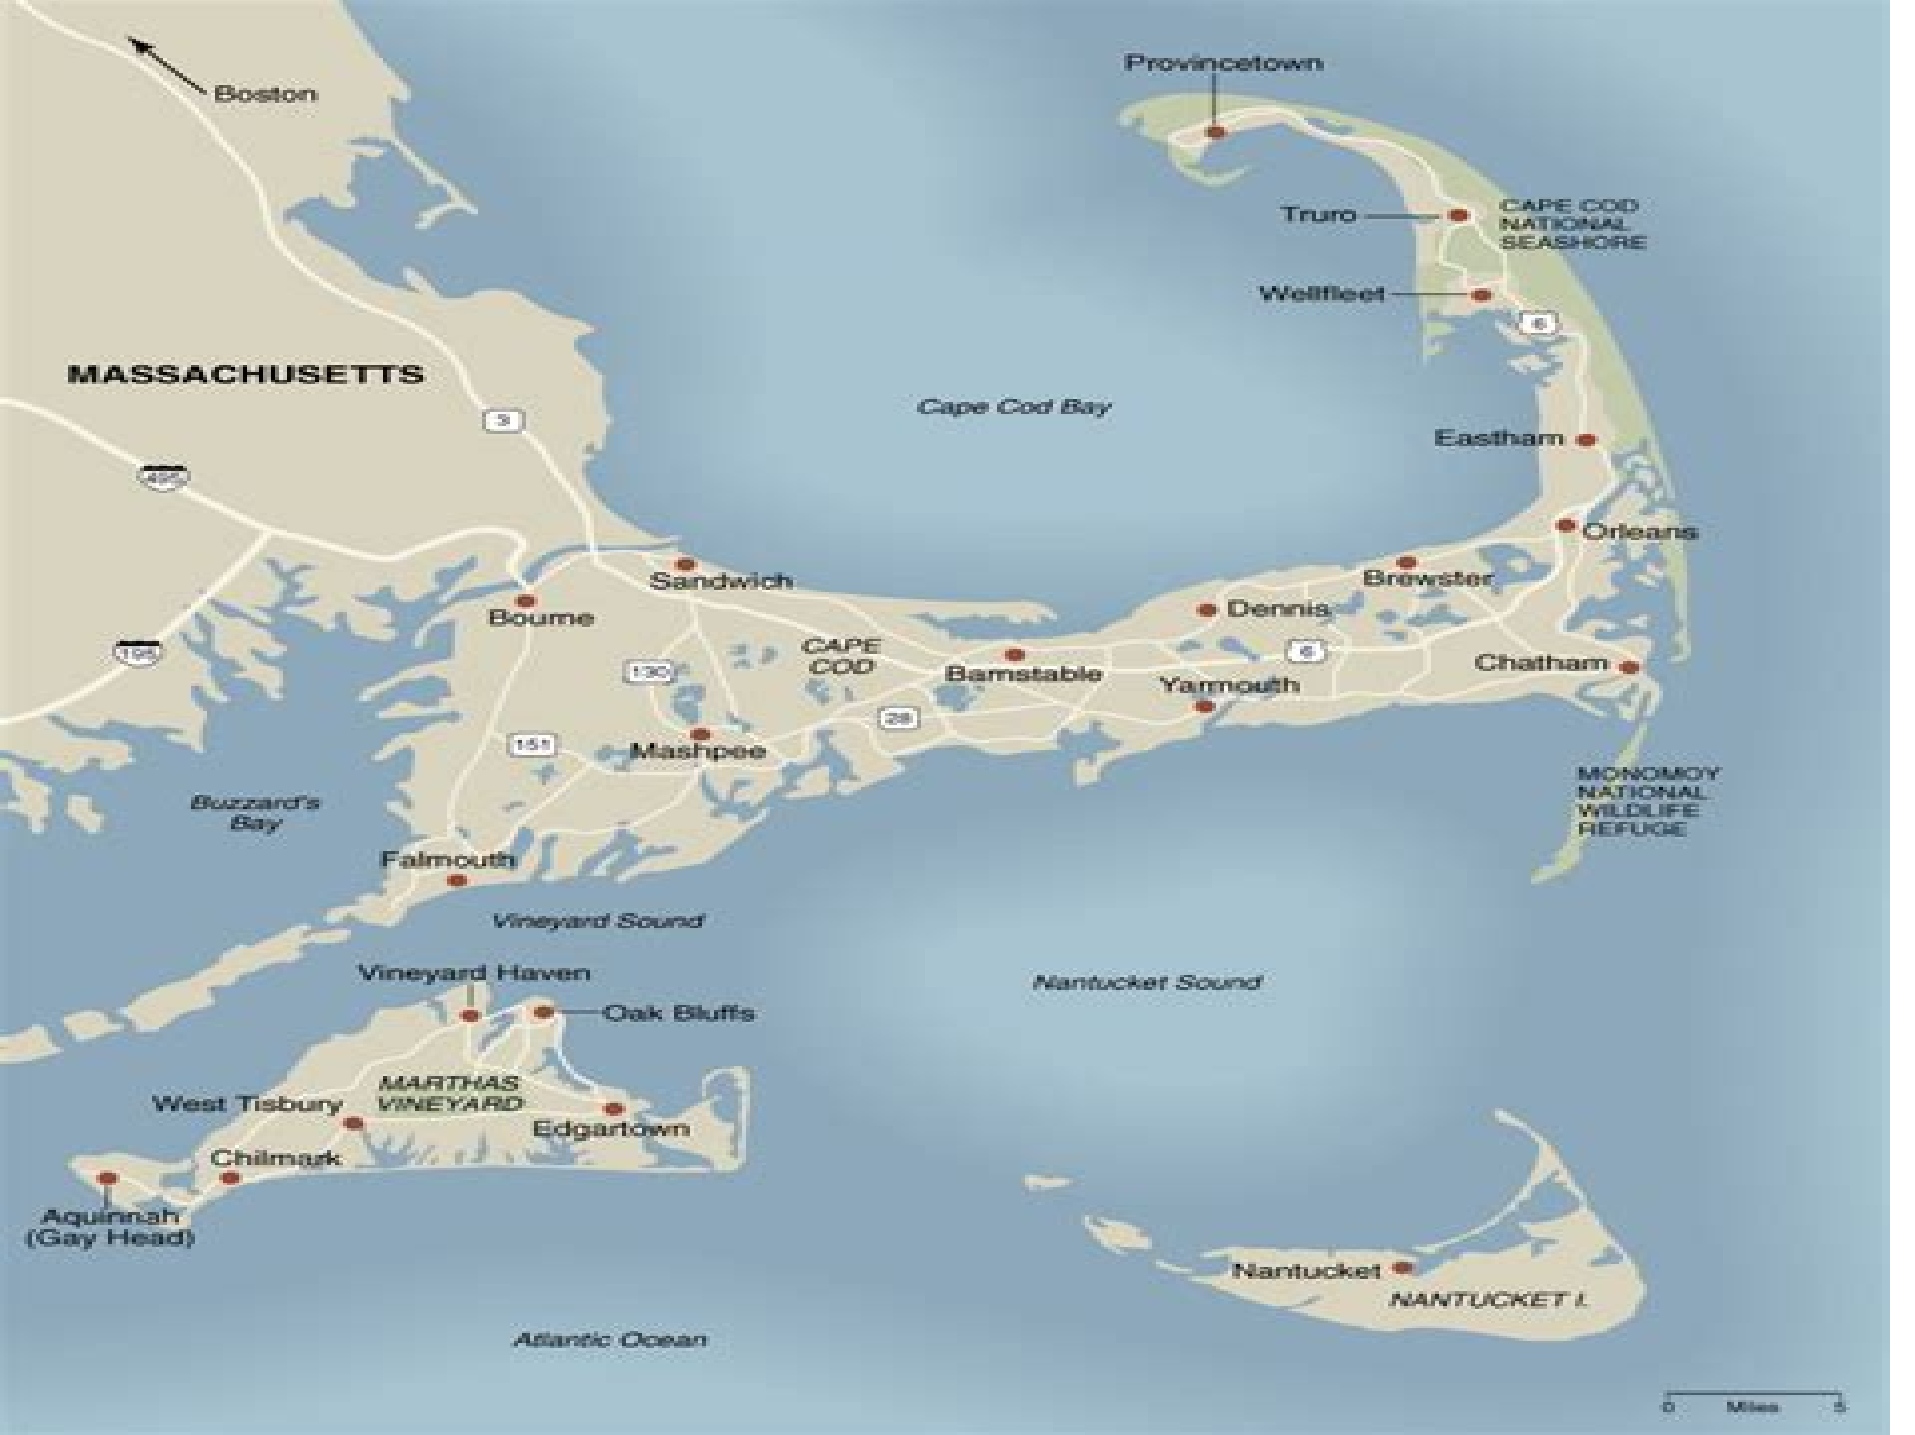 Provincetown
Boston
Truro
CAPE COD
NATIONAL
SEASHORE
Wellfleet
6
MASSACHUSETTS
Cape Cod Bay
3
Eastham
495
Orleans
Sandwich
Brewster
Bourne
Dennis
195
CAPE
COD
6
130
Barnstable
Chatham
Yarmouth
28
151
Mashpee
MONOMOY
NATIONAL
WILDLIFE
REFUGE
Buzzard's
Bay
Falmouth
Vineyard Sound
Vineyard Haven
Nantucket Sound
Oak Bluffs
MARTHAS
VINEYARD
West Tisbury
Edgartown
Chilmark
Aquinnah
(Gay Head)
Nantucket
NANTUCKET I.
Atlantic Ocean
0 Miles 5